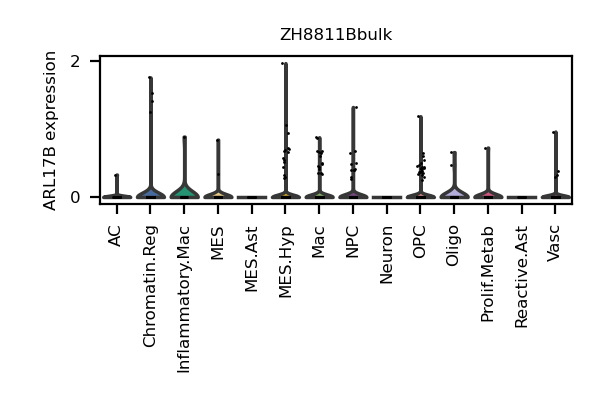 ZH8811Bbulk
ARL17B expression
2
0
AC
Chromatin.Reg
Inflammatory.Mac
MES
MES.Ast
MES.Hyp
Mac
NPC
Neuron
OPC
Oligo
Prolif.Metab
Reactive.Ast
Vasc